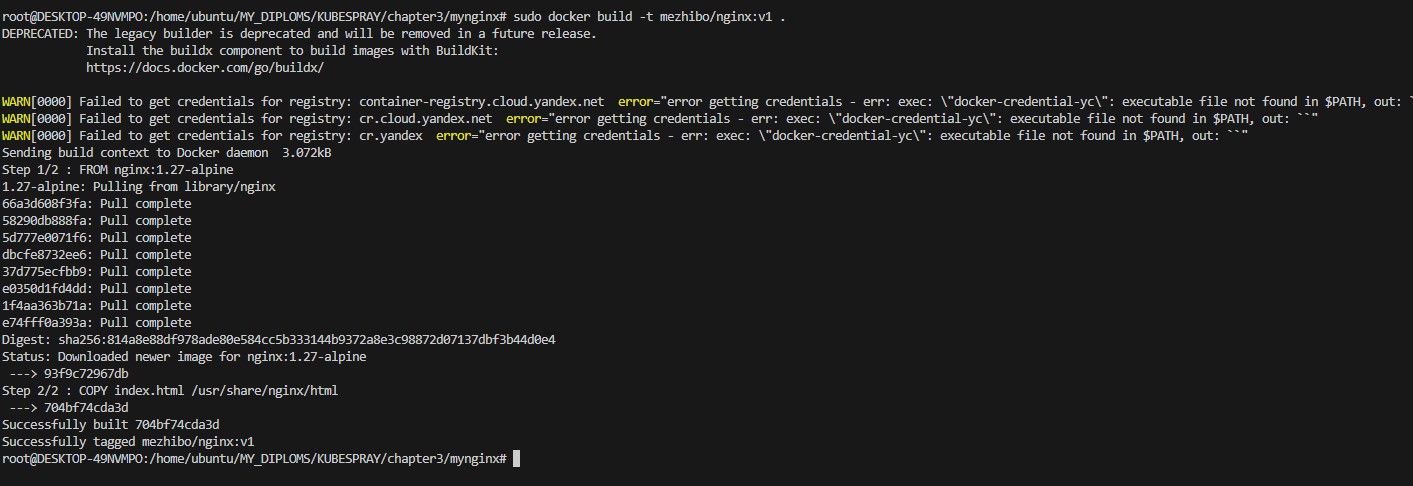 root@DESKTOP-49NVMPO:/home/ubuntu/MY_DIPLOMS/KUBESPRAY/chapter3/mynginx# sudo docker build -t mezhibo/nginx:v1 .
DEPRECATED: The legacy builder is deprecated and will be removed in a future release.
            Install the buildx component to build images with BuildKit:
            https://docs.docker.com/go/buildx/

WARN[0000] Failed to get credentials for registry: container-registry.cloud.yandex.net  error="error getting credentials - err: exec: \"docker-credential-yc\": executable file not found in $PATH, out: `
WARN[0000] Failed to get credentials for registry: cr.cloud.yandex.net  error="error getting credentials - err: exec: \"docker-credential-yc\": executable file not found in $PATH, out: ``"
WARN[0000] Failed to get credentials for registry: cr.yandex  error="error getting credentials - err: exec: \"docker-credential-yc\": executable file not found in $PATH, out: ``"
Sending build context to Docker daemon  3.072kB
Step 1/2 : FROM nginx:1.27-alpine
1.27-alpine: Pulling from library/nginx
66a3d608f3fa: Pull complete
58290db888fa: Pull complete
5d777e0071f6: Pull complete
dbcfe8732ee6: Pull complete
37d775ecfbb9: Pull complete
e0350d1fd4dd: Pull complete
1f4aa363b71a: Pull complete
e74fff0a393a: Pull complete
Digest: sha256:814a8e88df978ade80e584cc5b333144b9372a8e3c98872d07137dbf3b44d0e4
Status: Downloaded newer image for nginx:1.27-alpine
 ---> 93f9c72967db
Step 2/2 : COPY index.html /usr/share/nginx/html
 ---> 704bf74cda3d
Successfully built 704bf74cda3d
Successfully tagged mezhibo/nginx:v1
root@DESKTOP-49NVMPO:/home/ubuntu/MY_DIPLOMS/KUBESPRAY/chapter3/mynginx#